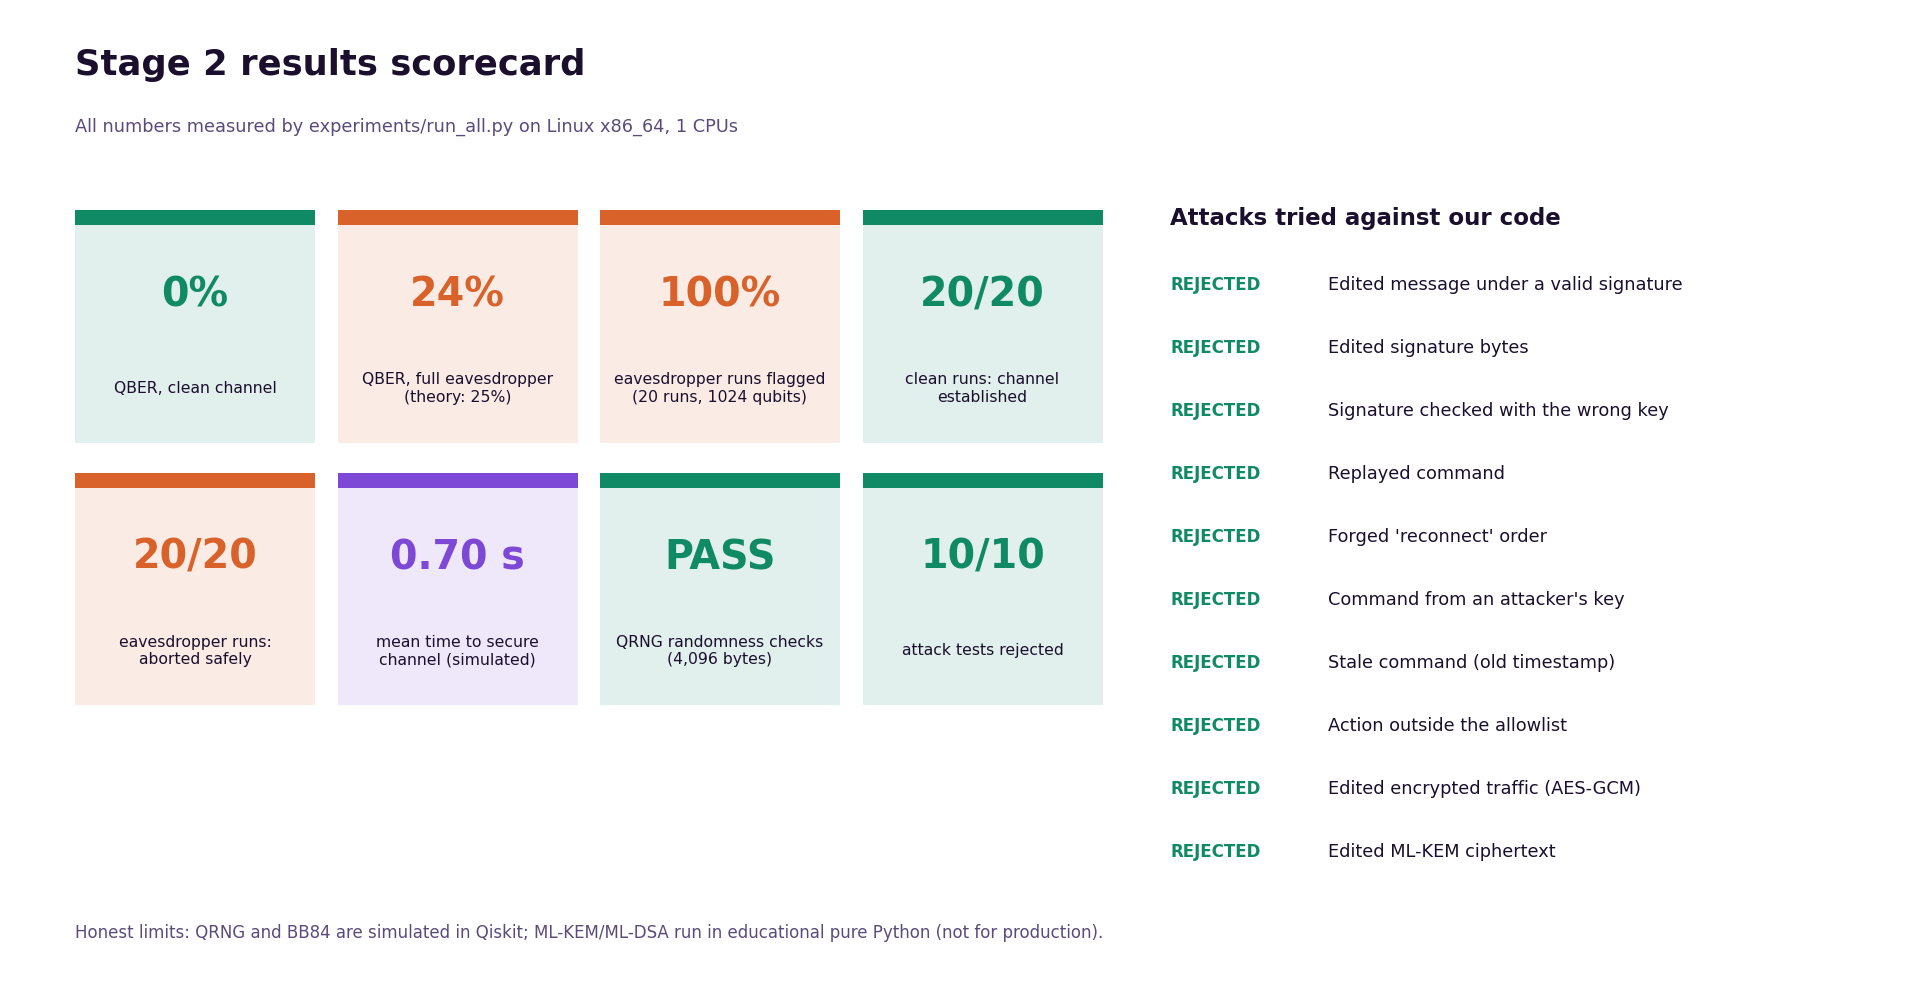 Stage 2 results scorecard
All numbers measured by experiments/run_all.py on Linux x86_64, 1 CPUs
0%
QBER, clean channel
24%
QBER, full eavesdropper
(theory: 25%)
100%
eavesdropper runs flagged
(20 runs, 1024 qubits)
20/20
clean runs: channel
established
20/20
eavesdropper runs:
aborted safely
0.70 s
mean time to secure
channel (simulated)
PASS
QRNG randomness checks
(4,096 bytes)
10/10
attack tests rejected
Attacks tried against our code
REJECTED Edited message under a valid signature
REJECTED Edited signature bytes
REJECTED Signature checked with the wrong key
REJECTED Replayed command
REJECTED Forged 'reconnect' order
REJECTED Command from an attacker's key
REJECTED Stale command (old timestamp)
REJECTED Action outside the allowlist
REJECTED Edited encrypted traffic (AES-GCM)
REJECTED Edited ML-KEM ciphertext
Honest limits: QRNG and BB84 are simulated in Qiskit; ML-KEM/ML-DSA run in educational pure Python (not for production).